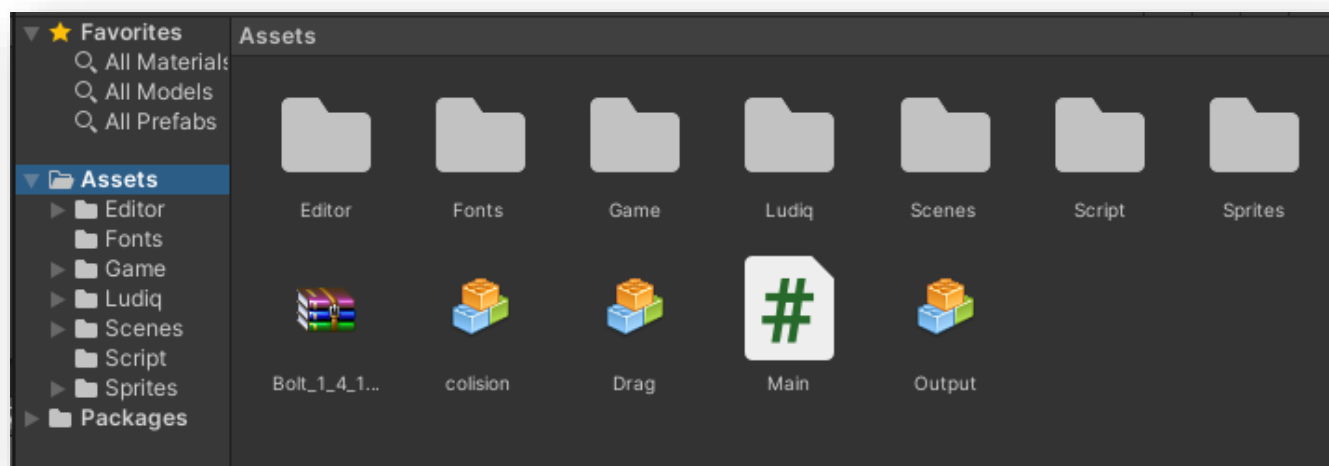 Favorites
All Materials
All Models
All Prefabs
Assets
Editor
Fonts
Game
Ludiq
Scenes
Script
Sprites
Packages
Assets
Editor Fonts Game Ludiq Scenes Script Sprites
Bolt_1_4_1... colision Drag Main Output
#